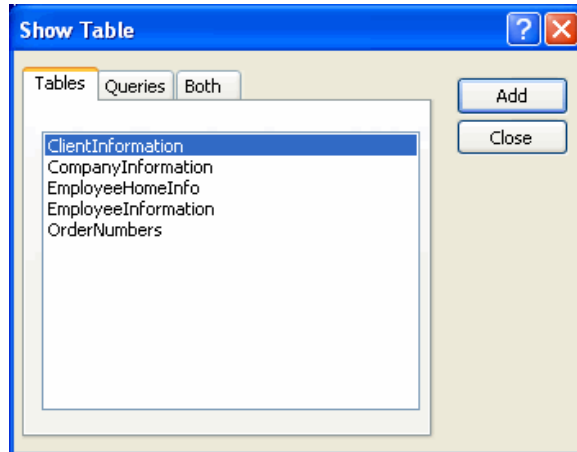 Show Table
Tables Queries Both
Add
Close
ClientInformation
CompanyInformation
EmployeeHomeInfo
EmployeeInformation
OrderNumbers